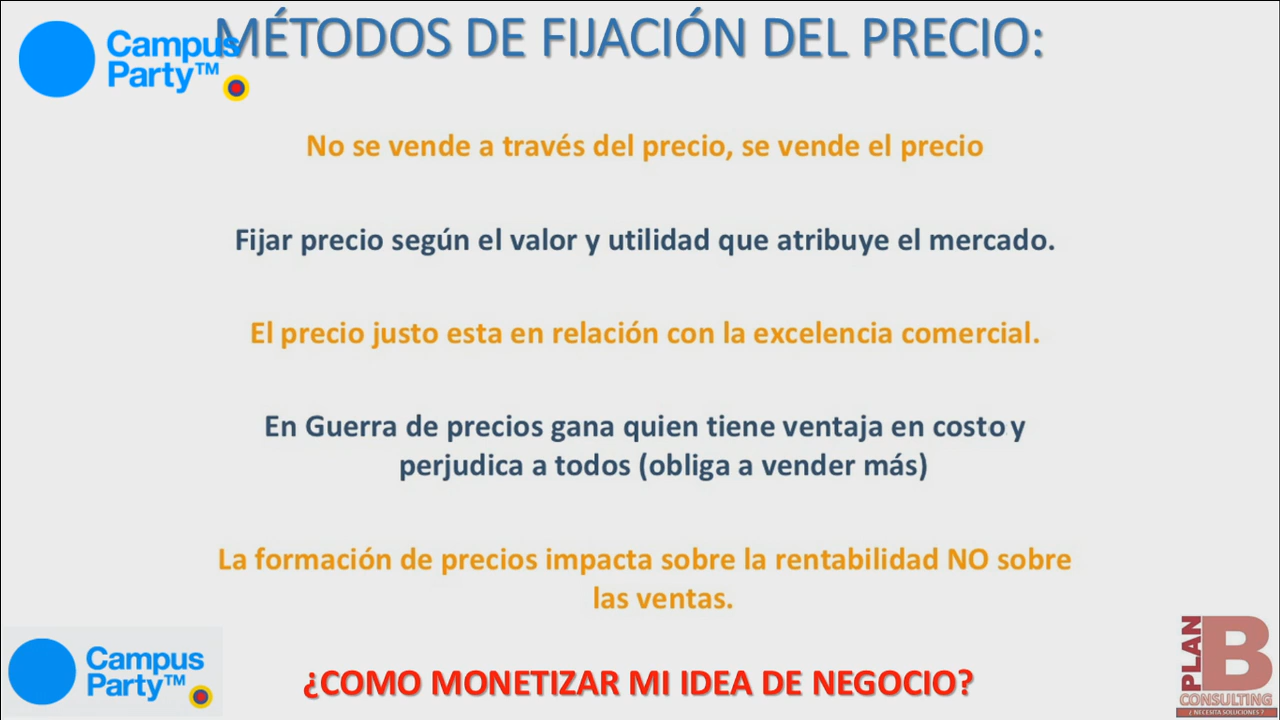 Campus
Party™
MÉTODOS DE FIJACIÓN DEL PRECIO:
No se vende a través del precio, se vende el precio
Fijar precio según el valor y utilidad que atribuye el mercado.
El precio justo esta en relación con la excelencia comercial.
En Guerra de precios gana quien tiene ventaja en costo y
perjudica a todos (obliga a vender más)
La formación de precios impacta sobre la rentabilidad NO sobre
las ventas.
Campus
Party™
¿COMO MONETIZAR MI IDEA DE NEGOCIO?
PLAN B
CONSULTING
¿ NECESITA SOLUCIONES ?